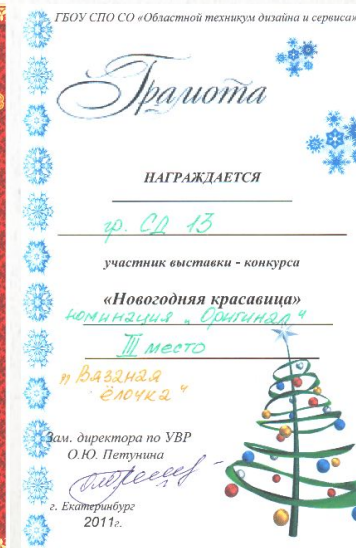 ГБОУ СПО СО «Областной техникум дизайна и сервиса»
Грамота
НАГРАЖДАЕТСЯ
гр. СД 13
участник выставки - конкурса
«Новогодняя красавица»
номинация „Оригинал“
III место
„Вязаная
ёлочка“
Зам. директора по УВР
О.Ю. Петунина
г. Екатеринбург
2011г.